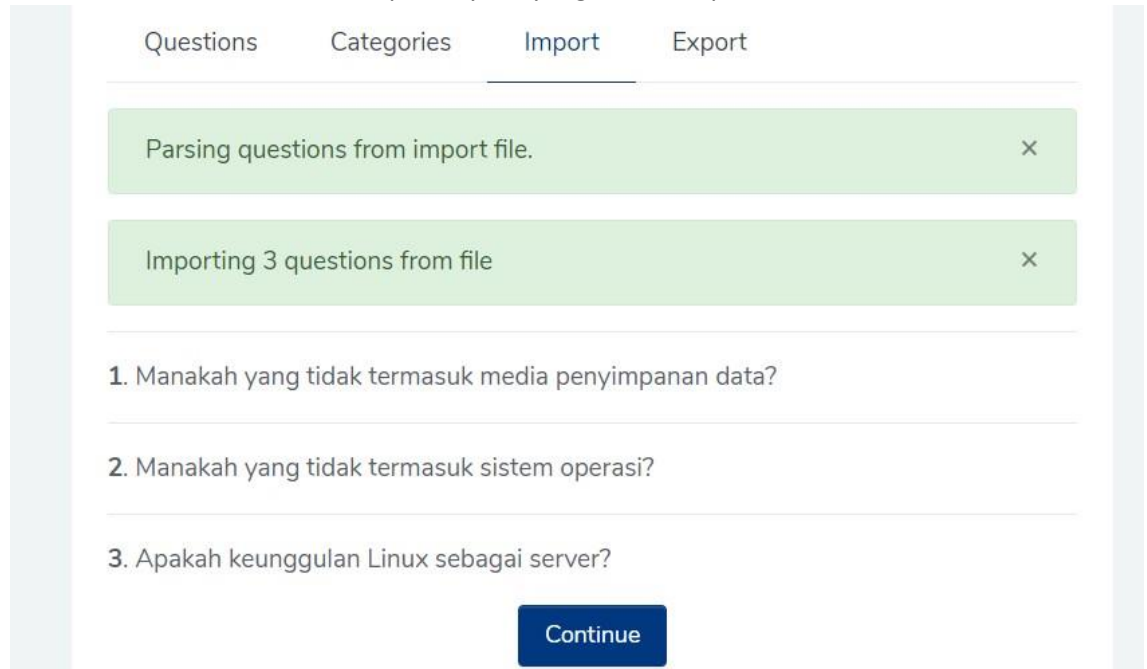 Questions Categories Import Export
Parsing questions from import file. ×
Importing 3 questions from file ×
1. Manakah yang tidak termasuk media penyimpanan data?
2. Manakah yang tidak termasuk sistem operasi?
3. Apakah keunggulan Linux sebagai server?
Continue